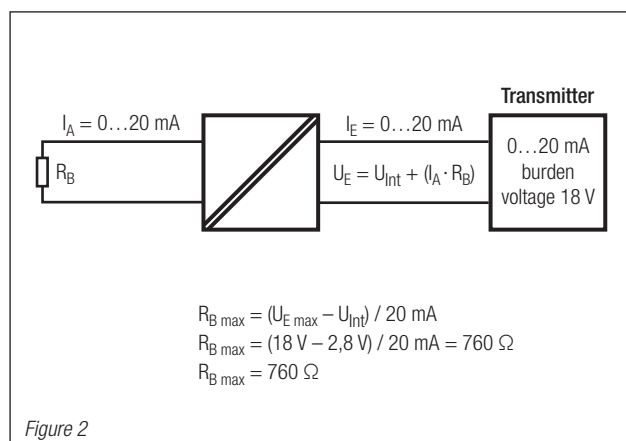 Transmitter
I_A = 0…20 mA
I_E = 0…20 mA
0…20 mA
R_B
U_E = U_Int + (I_A · R_B)
burden
voltage 18 V
R_B max = (U_E max – U_Int) / 20 mA
R_B max = (18 V – 2,8 V) / 20 mA = 760 Ω
R_B max = 760 Ω
Figure 2